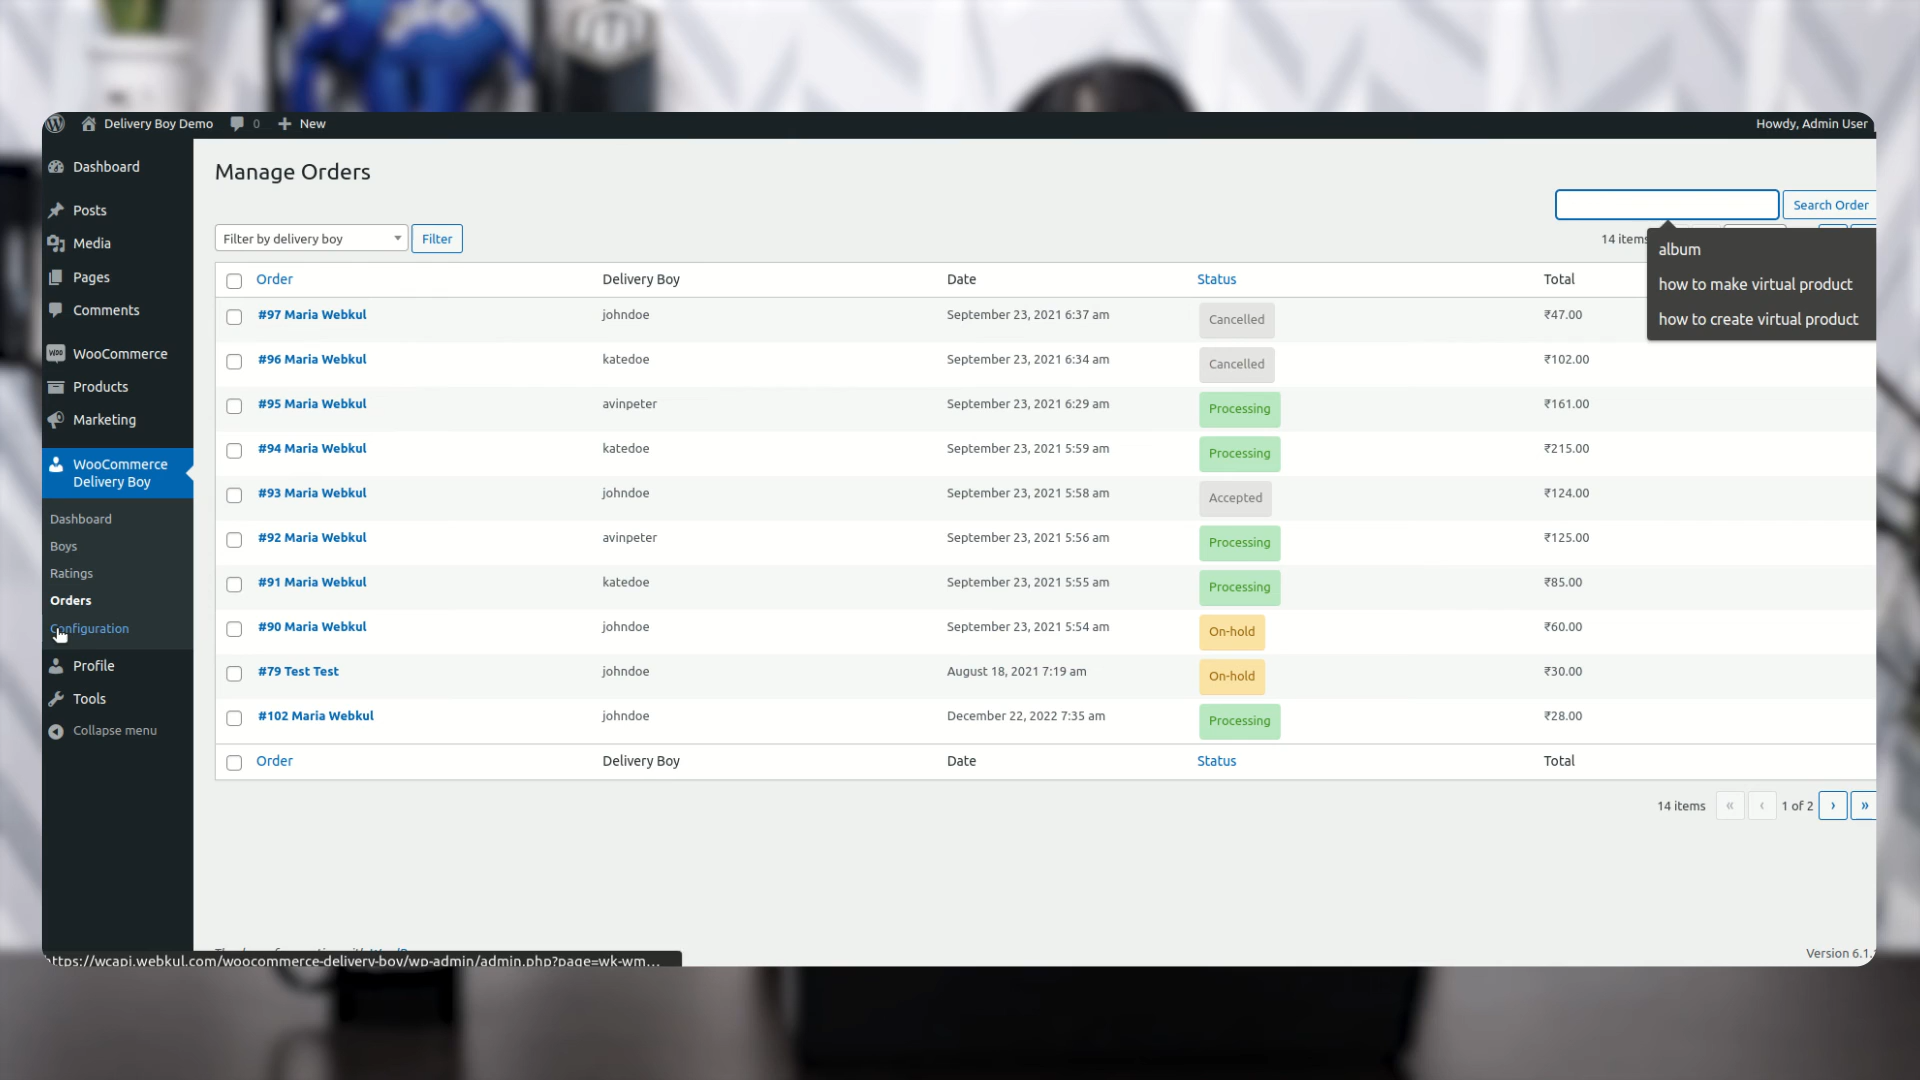 Delivery Boy Demo 0 New Howdy, Admin User
Dashboard
Posts
Media
Pages
Comments
WooCommerce
Products
Marketing
WooCommerce
Delivery Boy
Dashboard
Boys
Ratings
Orders
Configuration
Profile
Tools
Collapse menu
Manage Orders
Search Order
Filter by delivery boy Filter 14 items
album
how to make virtual product
how to create virtual product
Order Delivery Boy Date Status Total
#97 Maria Webkul johndoe September 23, 2021 6:37 am Cancelled ₹47.00
#96 Maria Webkul katedoe September 23, 2021 6:34 am Cancelled ₹102.00
#95 Maria Webkul avinpeter September 23, 2021 6:29 am Processing ₹161.00
#94 Maria Webkul katedoe September 23, 2021 5:59 am Processing ₹215.00
#93 Maria Webkul johndoe September 23, 2021 5:58 am Accepted ₹124.00
#92 Maria Webkul avinpeter September 23, 2021 5:56 am Processing ₹125.00
#91 Maria Webkul katedoe September 23, 2021 5:55 am Processing ₹85.00
#90 Maria Webkul johndoe September 23, 2021 5:54 am On-hold ₹60.00
#79 Test Test johndoe August 18, 2021 7:19 am On-hold ₹30.00
#102 Maria Webkul johndoe December 22, 2022 7:35 am Processing ₹28.00
Order Delivery Boy Date Status Total
14 items « ‹ 1 of 2 › »
Version 6.1.
https://wcapi.webkul.com/woocommerce-delivery-boy/wp-admin/admin.php?page=wk-wm...